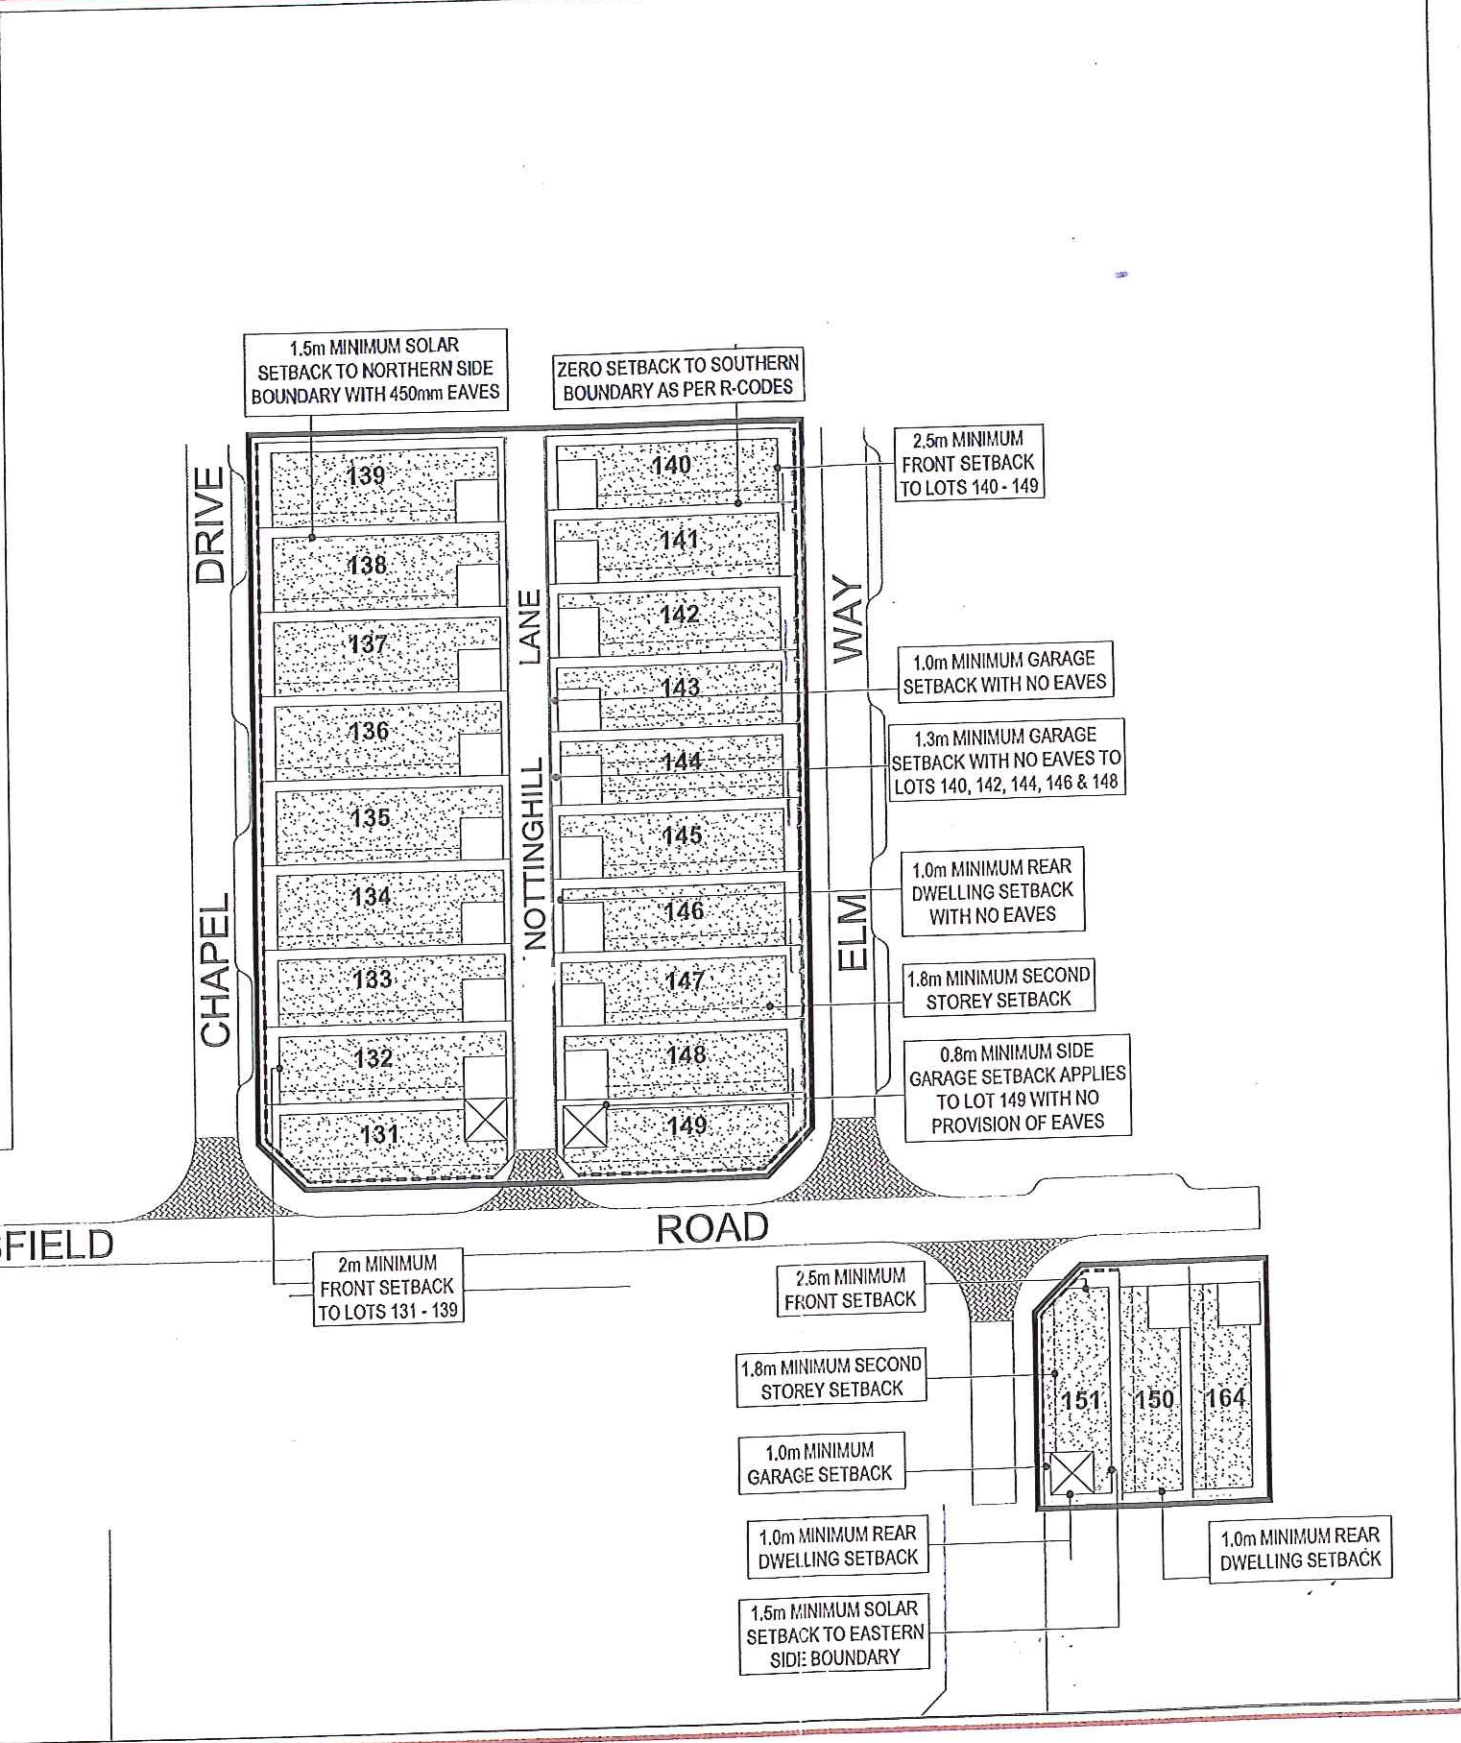 1.5m MINIMUM SOLAR
SETBACK TO NORTHERN SIDE
BOUNDARY WITH 450mm EAVES
ZERO SETBACK TO SOUTHERN
BOUNDARY AS PER R-CODES
2.5m MINIMUM
FRONT SETBACK
TO LOTS 140 - 149
139
140
DRIVE
138
141
137
LANE
142
WAY
143
1.0m MINIMUM GARAGE
SETBACK WITH NO EAVES
136
144
1.3m MINIMUM GARAGE
SETBACK WITH NO EAVES TO
LOTS 140, 142, 144, 146 & 148
135
NOTTINGHILL
145
134
146
1.0m MINIMUM REAR
DWELLING SETBACK
WITH NO EAVES
CHAPEL
ELM
133
147
1.8m MINIMUM SECOND
STOREY SETBACK
132
148
0.8m MINIMUM SIDE
GARAGE SETBACK APPLIES
TO LOT 149 WITH NO
PROVISION OF EAVES
131
149
SFIELD
ROAD
2m MINIMUM
FRONT SETBACK
TO LOTS 131 - 139
2.5m MINIMUM
FRONT SETBACK
1.8m MINIMUM SECOND
STOREY SETBACK
151
150
164
1.0m MINIMUM
GARAGE SETBACK
1.0m MINIMUM REAR
DWELLING SETBACK
1.0m MINIMUM REAR
DWELLING SETBACK
1.5m MINIMUM SOLAR
SETBACK TO EASTERN
SIDE BOUNDARY